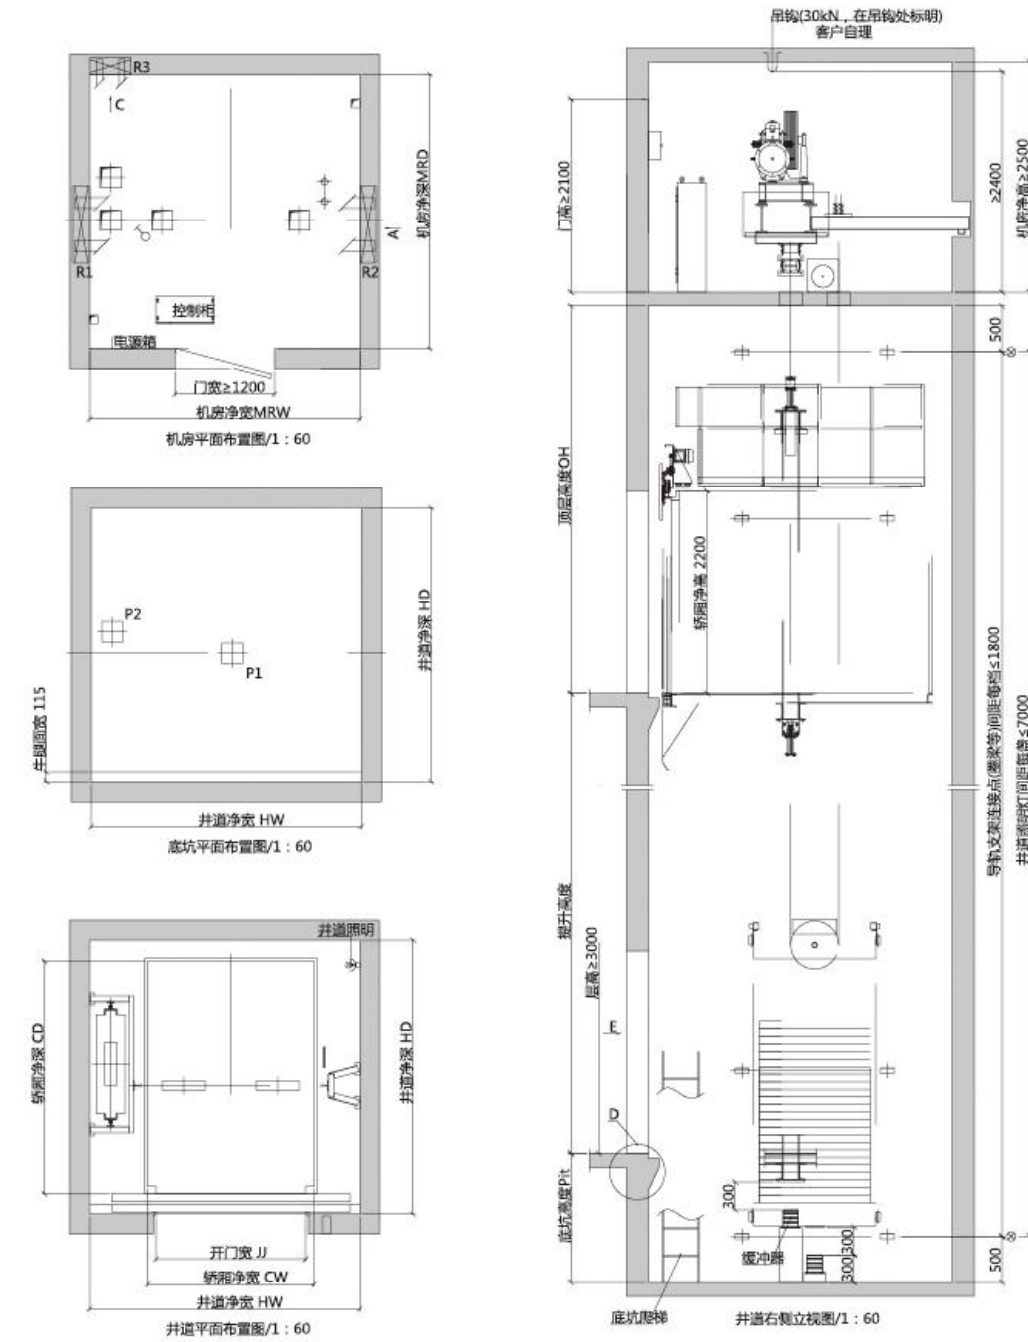 吊钩(30kN，在吊钩处标明)
客户自理
R3
C
机房净深MRD
A
R1
R2
控制柜
电源箱
门宽≥1200
机房净宽MRW
机房平面布置图/1：60
P2
P1
井道净深 HD
牛腿面宽 115
井道净宽 HW
底坑平面布置图/1：60
井道照明
轿厢净深 CD
井道净深 HD
开门宽 JJ
轿厢净宽 CW
井道净宽 HW
井道平面布置图/1：60
门高≥2100
≥2400
机房净高≥2500
500
顶层高度OH
轿厢净高 2200
导轨支架连接点(圈梁等)间距每档≤1800
井道照明灯间距每盏≤7000
提升高度
层高≥3000
E
D
底坑高度Pit
300
缓冲器
300
300
500
底坑爬梯
井道右侧立视图/1：60